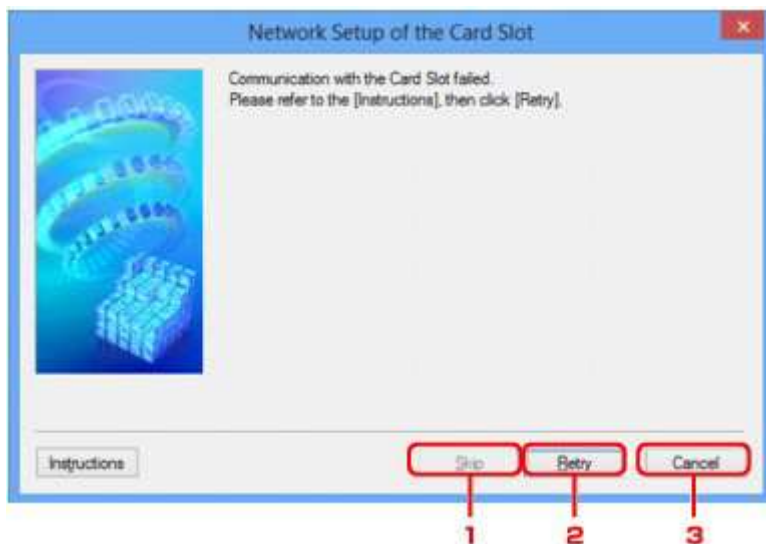 Network Setup of the Card Slot
Communication with the Card Slot failed.
Please refer to the [Instructions], then click [Retry].
Instructions
Skip
Retry
Cancel
1
2
3